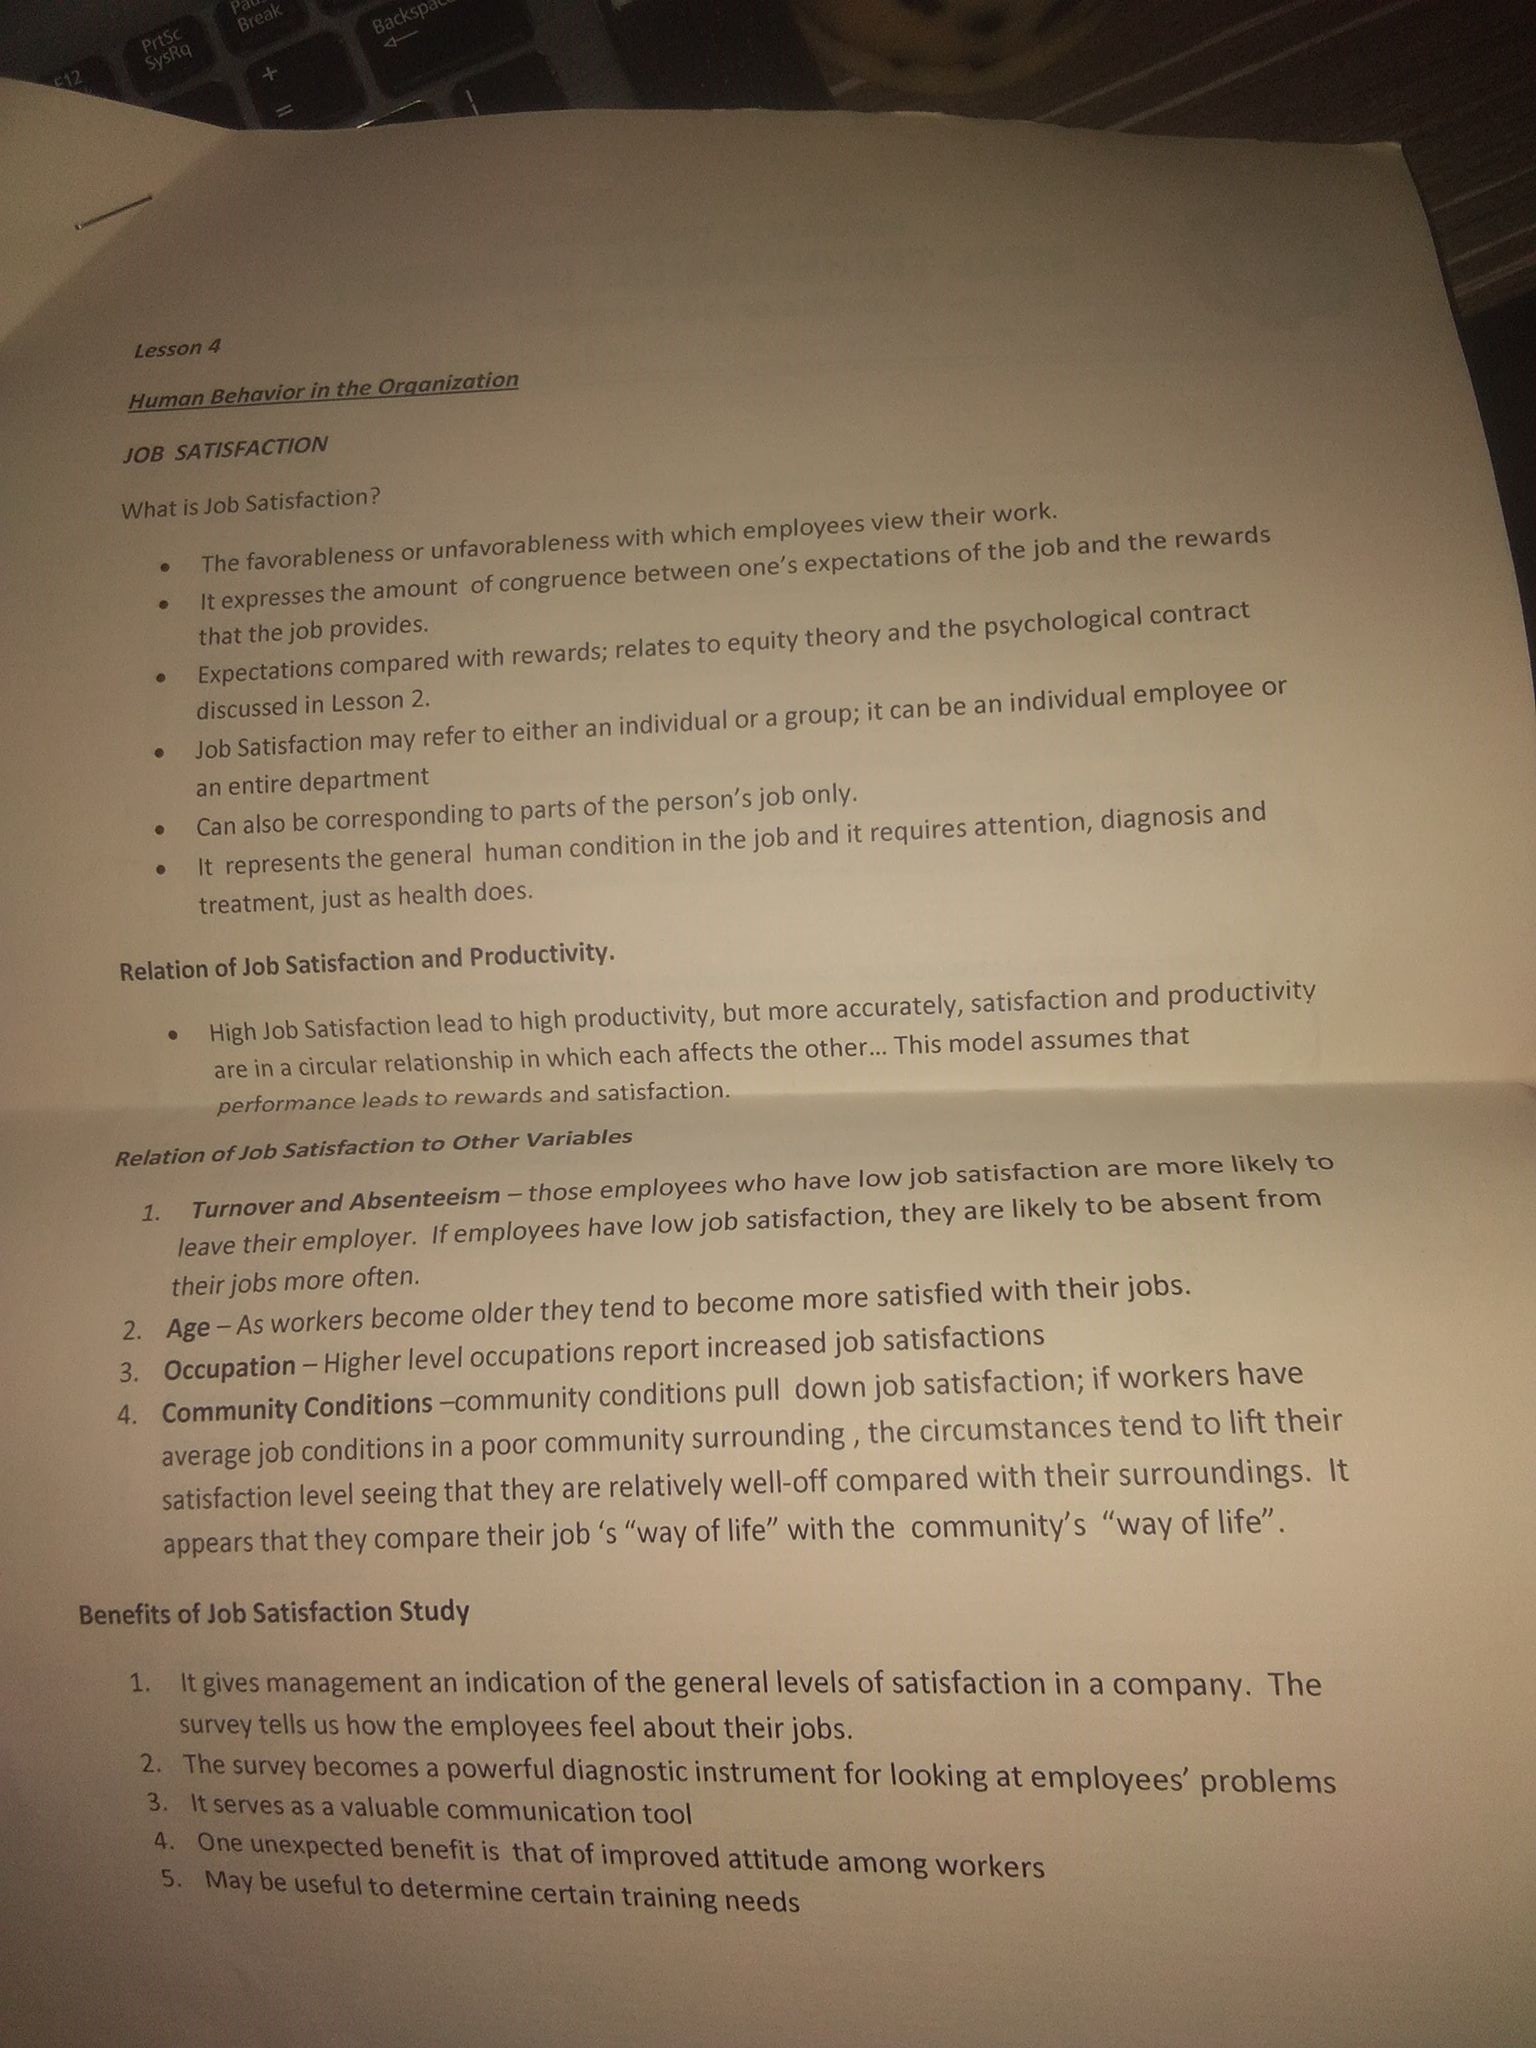 F12
PrtSc
SysRq
Break
+
=
Backspace
Lesson 4
Human Behavior in the Organization
JOB SATISFACTION
What is Job Satisfaction?
• The favorableness or unfavorableness with which employees view their work.
• It expresses the amount of congruence between one's expectations of the job and the rewards
that the job provides.
• Expectations compared with rewards; relates to equity theory and the psychological contract
discussed in Lesson 2.
• Job Satisfaction may refer to either an individual or a group; it can be an individual employee or
an entire department
• Can also be corresponding to parts of the person's job only.
• It represents the general human condition in the job and it requires attention, diagnosis and
treatment, just as health does.
Relation of Job Satisfaction and Productivity.
• High Job Satisfaction lead to high productivity, but more accurately, satisfaction and productivity
are in a circular relationship in which each affects the other... This model assumes that
performance leads to rewards and satisfaction.
Relation of Job Satisfaction to Other Variables
1. Turnover and Absenteeism – those employees who have low job satisfaction are more likely to
leave their employer. If employees have low job satisfaction, they are likely to be absent from
their jobs more often.
2. Age – As workers become older they tend to become more satisfied with their jobs.
3. Occupation – Higher level occupations report increased job satisfactions
4. Community Conditions –community conditions pull down job satisfaction; if workers have
average job conditions in a poor community surrounding , the circumstances tend to lift their
satisfaction level seeing that they are relatively well-off compared with their surroundings. It
appears that they compare their job 's "way of life" with the community's "way of life".
Benefits of Job Satisfaction Study
1. It gives management an indication of the general levels of satisfaction in a company. The
survey tells us how the employees feel about their jobs.
2. The survey becomes a powerful diagnostic instrument for looking at employees' problems
3. It serves as a valuable communication tool
4. One unexpected benefit is that of improved attitude among workers
5. May be useful to determine certain training needs